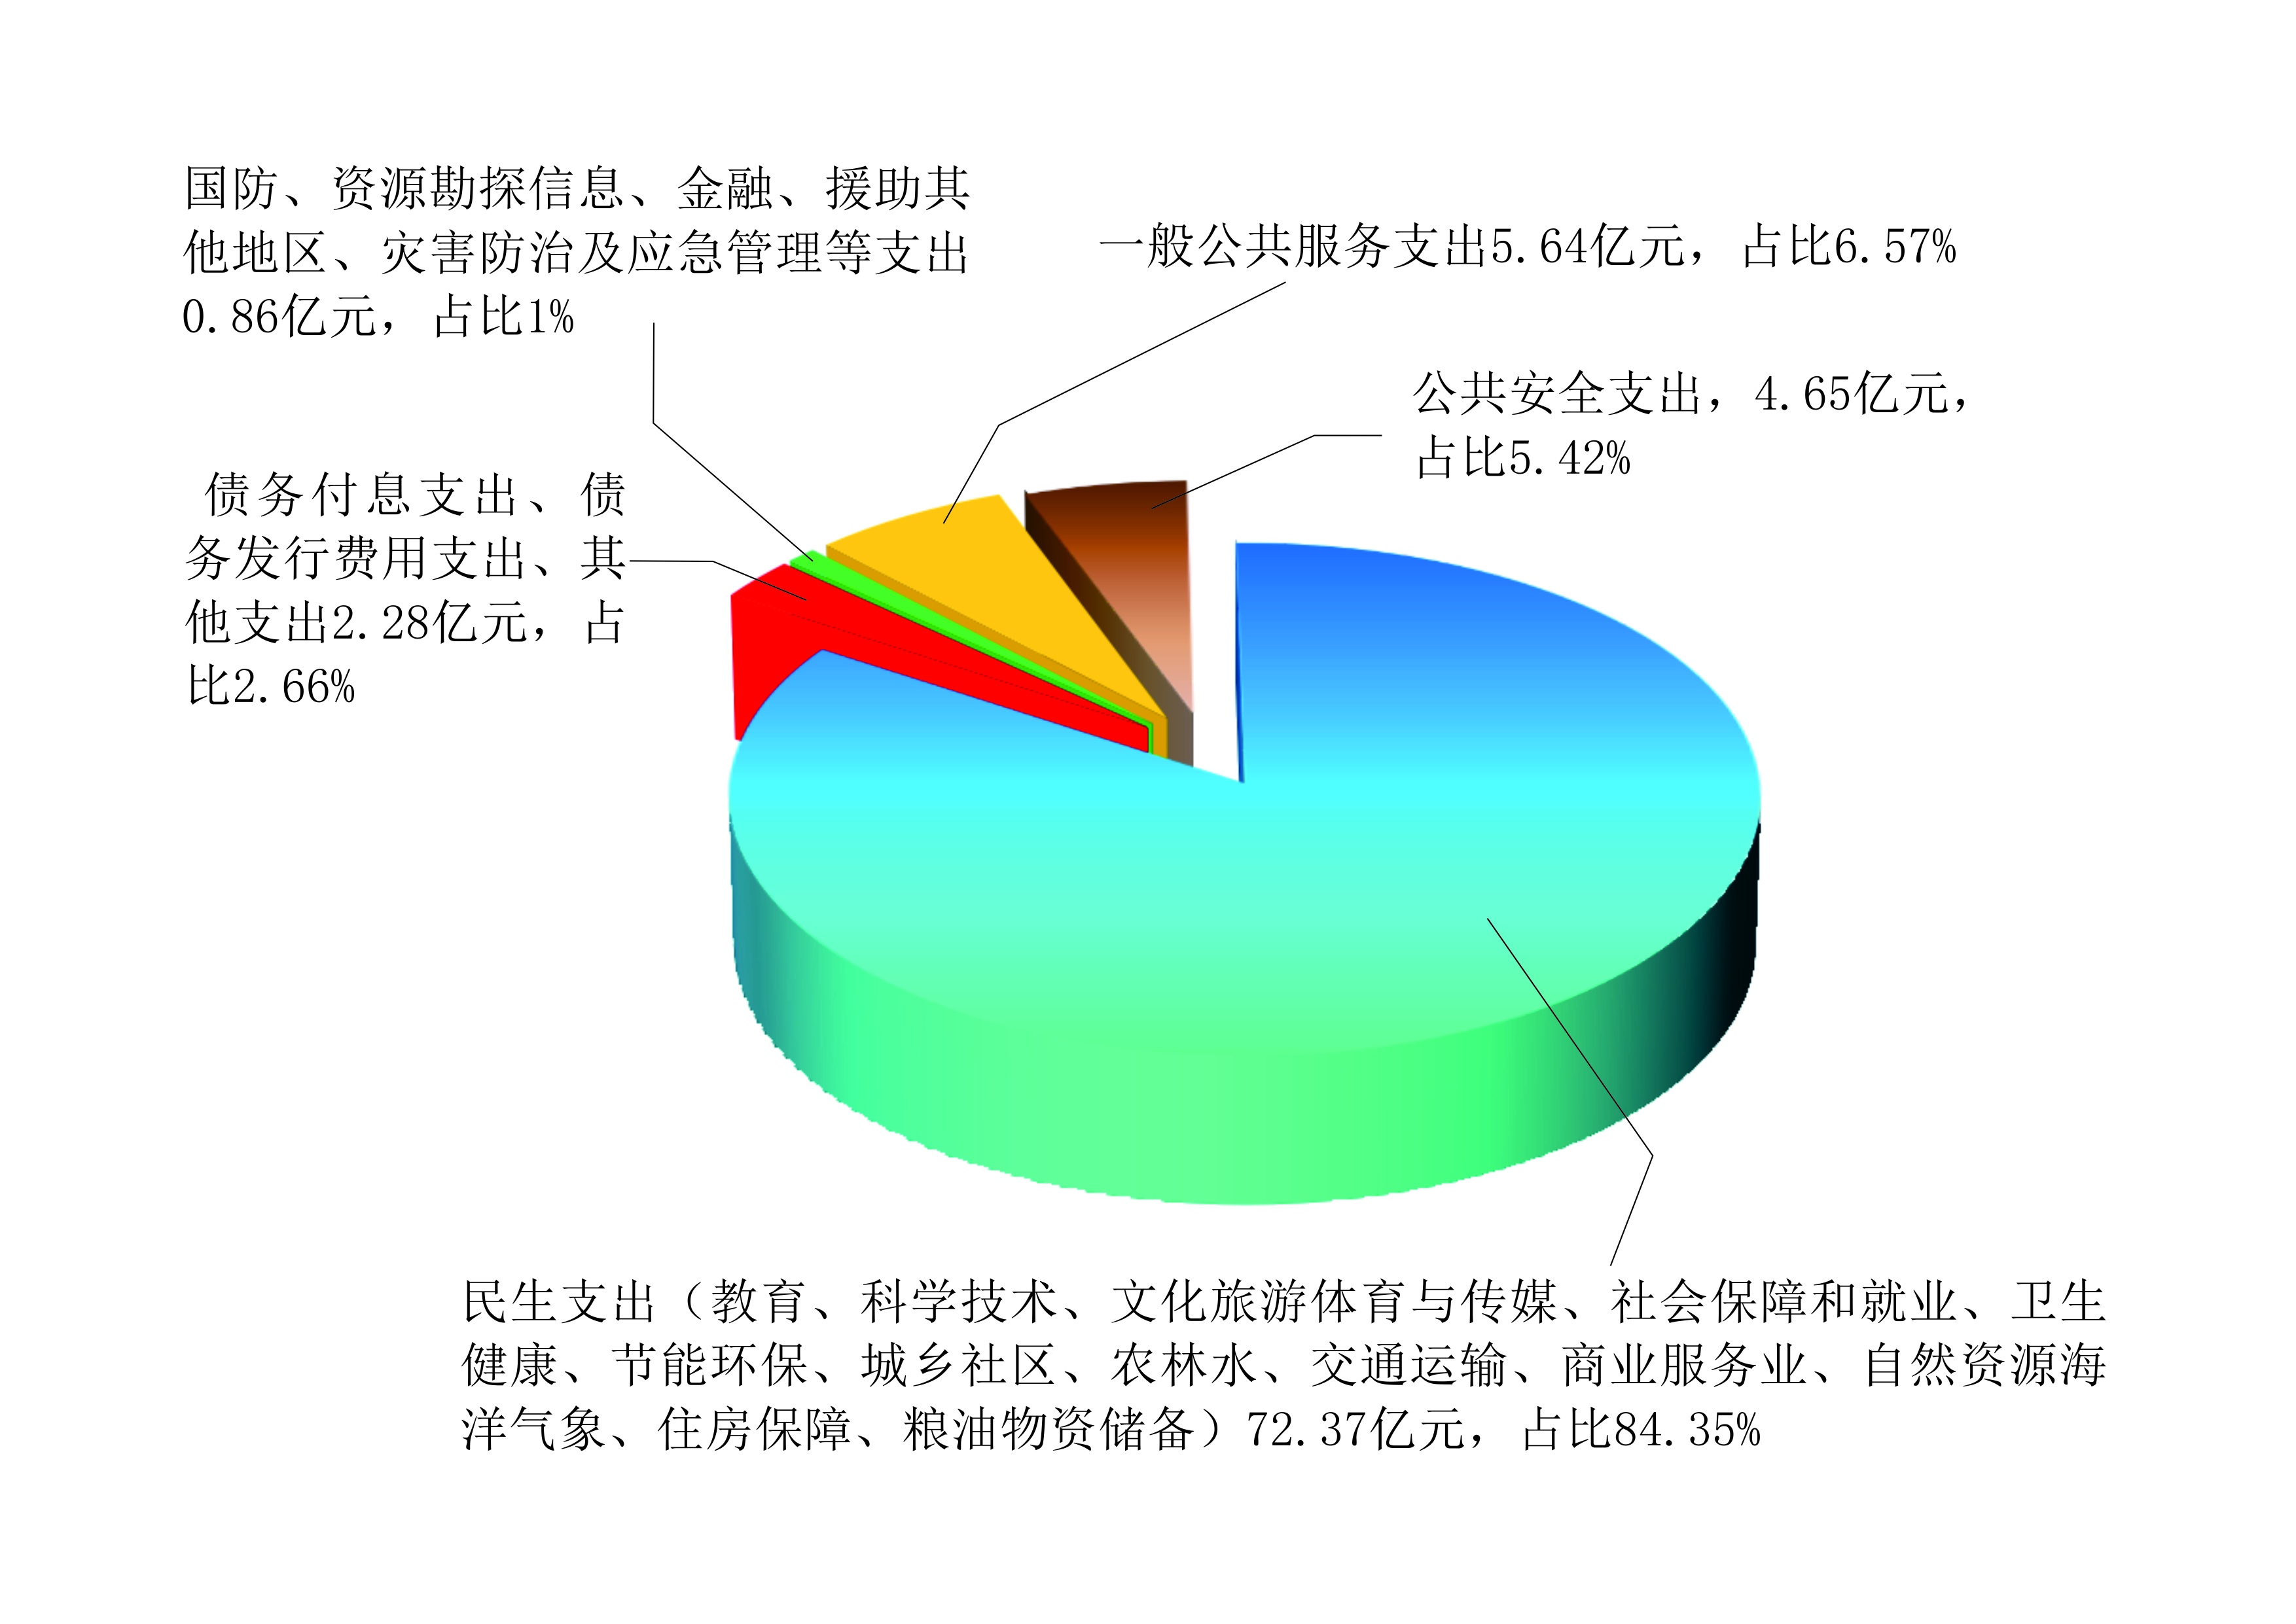 国防、资源勘探信息、金融、援助其
他地区、灾害防治及应急管理等支出
0.86亿元，占比1%
一般公共服务支出5.64亿元，占比6.57%
公共安全支出，4.65亿元，
占比5.42%
债务付息支出、债
务发行费用支出、其
他支出2.28亿元，占
比2.66%
民生支出（教育、科学技术、文化旅游体育与传媒、社会保障和就业、卫生
健康、节能环保、城乡社区、农林水、交通运输、商业服务业、自然资源海
洋气象、住房保障、粮油物资储备）72.37亿元，占比84.35%